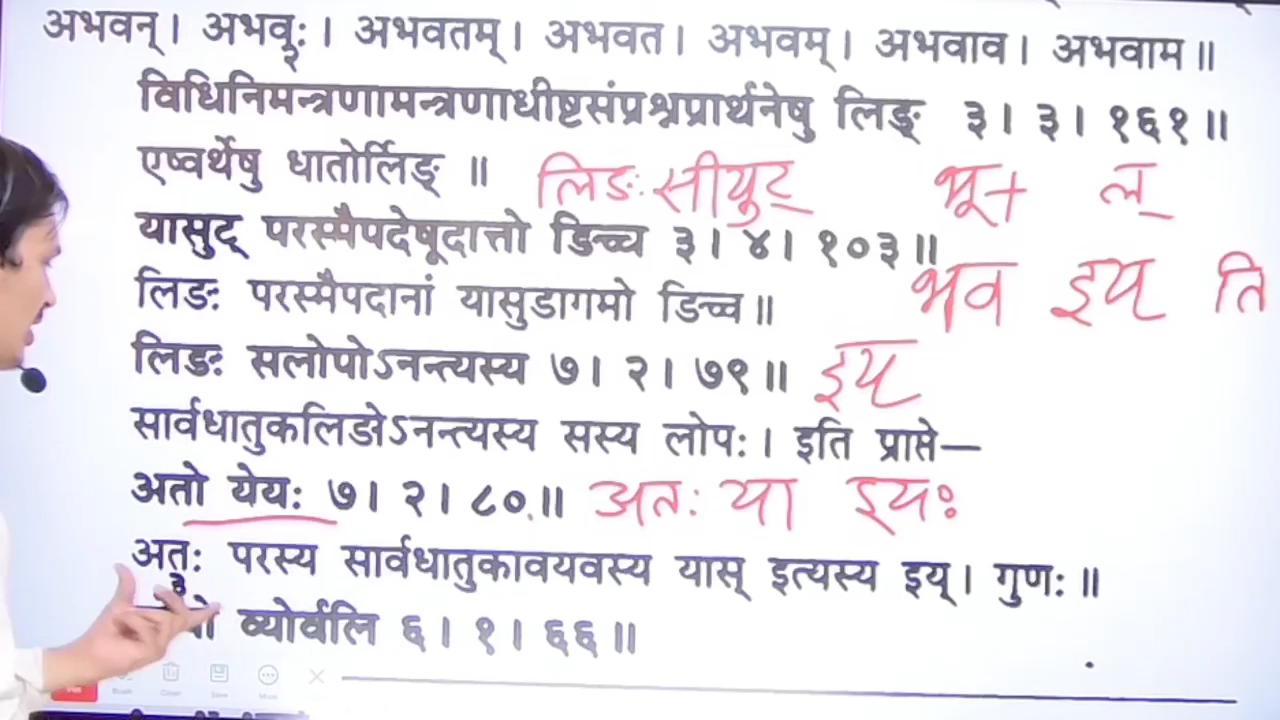 अभवन्। अभवः। अभवतम्। अभवत। अभवम्। अभवाव। अभवाम॥
विधिनिमन्त्रणामन्त्रणाधीष्टसंप्रश्नप्रार्थनेषु लिङ् ३। ३। १६१॥
एष्वर्थेषु धातोर्लिङ्॥ लिङः सीयुट् भू+ ल्
यासुट् परस्मैपदेषूदात्तो ङिच्च ३। ४। १०३॥
भव इय् ति
लिङः परस्मैपदानां यासुडागमो ङिच्च॥
लिङः सलोपोऽनन्त्यस्य ७। २। ७९॥ इय्
सार्वधातुकलिङोऽनन्त्यस्य सस्य लोपः। इति प्राप्ते—
अतो येयः ७। २। ८०॥ अतः या इयः
अतः परस्य सार्वधातुकावयवस्य यास् इत्यस्य इय्। गुणः॥
व्योर्वलि ६। १। ६६॥